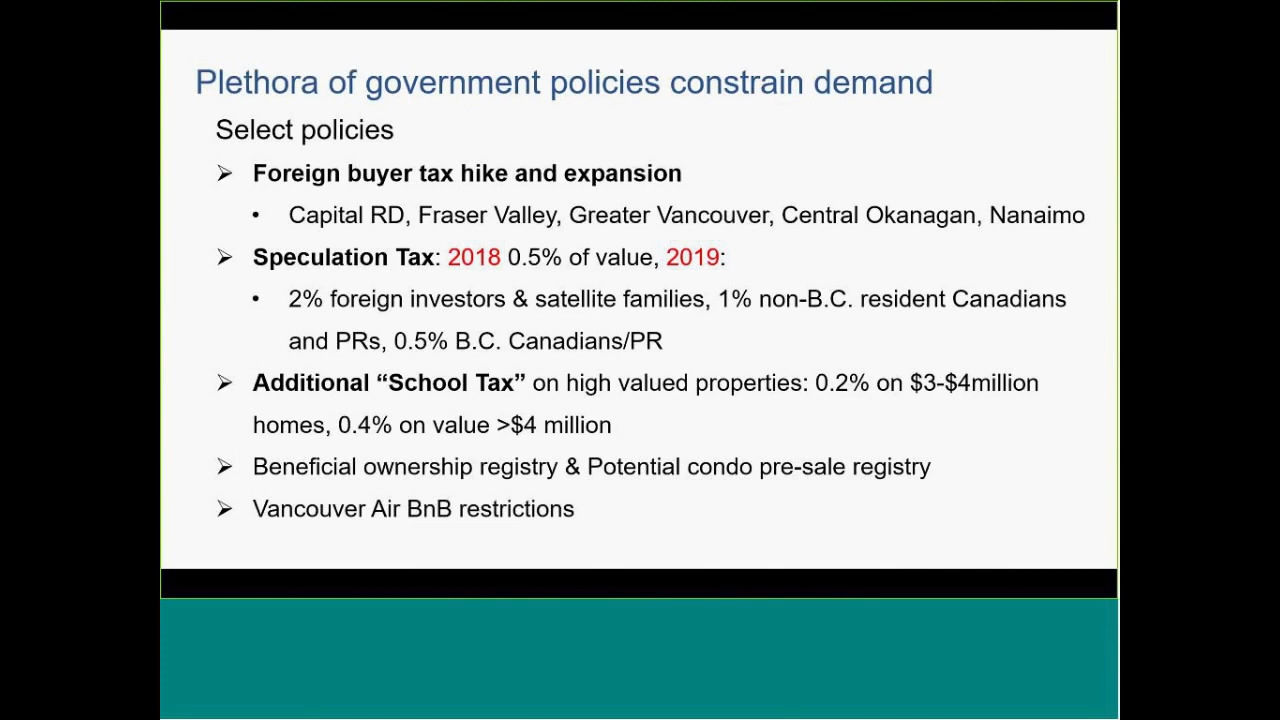 Plethora of government policies constrain demand
Select policies
➢ Foreign buyer tax hike and expansion
• Capital RD, Fraser Valley, Greater Vancouver, Central Okanagan, Nanaimo
➢ Speculation Tax: 2018 0.5% of value, 2019:
• 2% foreign investors & satellite families, 1% non-B.C. resident Canadians
and PRs, 0.5% B.C. Canadians/PR
➢ Additional “School Tax” on high valued properties: 0.2% on $3-$4million
homes, 0.4% on value >$4 million
➢ Beneficial ownership registry & Potential condo pre-sale registry
➢ Vancouver Air BnB restrictions